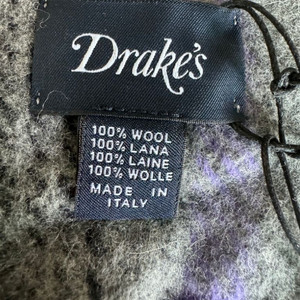 Drake's
100% WOOL
100% LANA
100% LAINE
100% WOLLE
MADE IN
ITALY